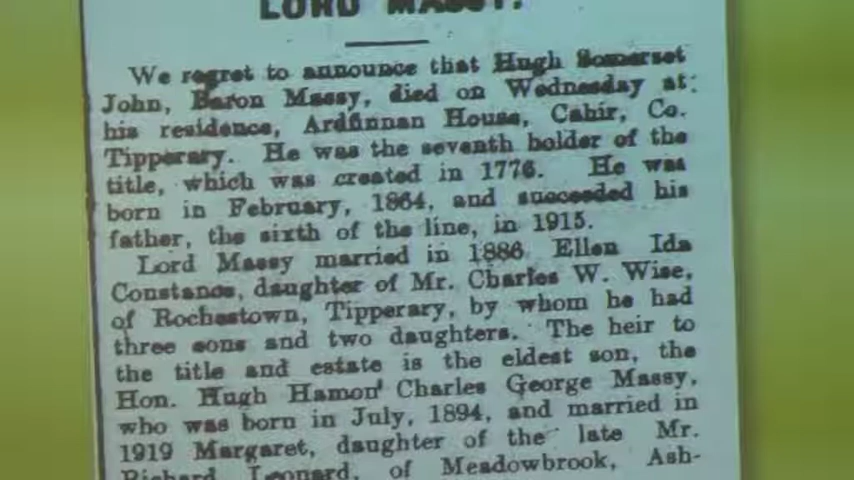 LORD MASSY.
We regret to announce that Hugh Somerset
John, Baron Massy, died on Wednesday at
his residence, Ardfinnan House, Cahir, Co.
Tipperary. He was the seventh holder of the
title, which was created in 1776. He was
born in February, 1864, and succeeded his
father, the sixth of the line, in 1915.
Lord Massy married in 1886 Ellen Ida
Constance, daughter of Mr. Charles W. Wise,
of Rochestown, Tipperary, by whom he had
three sons and two daughters. The heir to
the title and estate is the eldest son, the
Hon. Hugh Hamon Charles George Massy,
who was born in July, 1894, and married in
1919 Margaret, daughter of the late Mr.
Richard Leonard, of Meadowbrook, Ash-